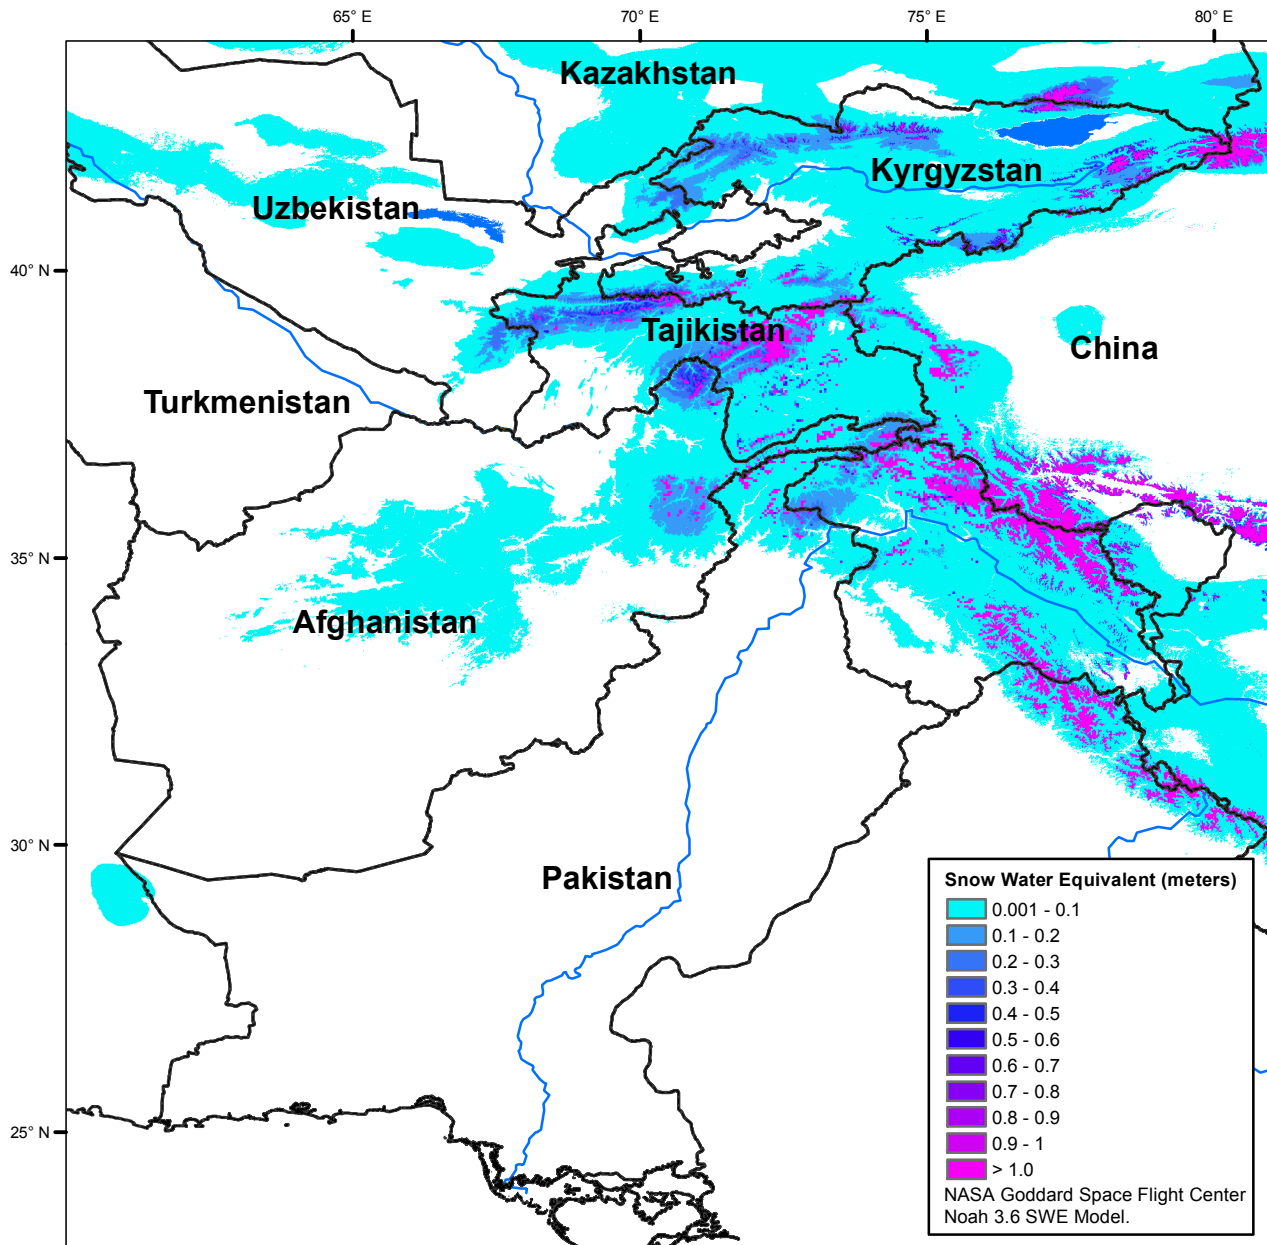 65° E
70° E
75° E
80° E
Kazakhstan
Kyrgyzstan
Uzbekistan
40° N
Tajikistan
China
Turkmenistan
35° N
Afghanistan
30° N
Pakistan
Snow Water Equivalent (meters)
0.001 - 0.1
0.1 - 0.2
0.2 - 0.3
0.3 - 0.4
0.4 - 0.5
0.5 - 0.6
0.6 - 0.7
0.7 - 0.8
0.8 - 0.9
0.9 - 1
> 1.0
NASA Goddard Space Flight Center
Noah 3.6 SWE Model.
25° N